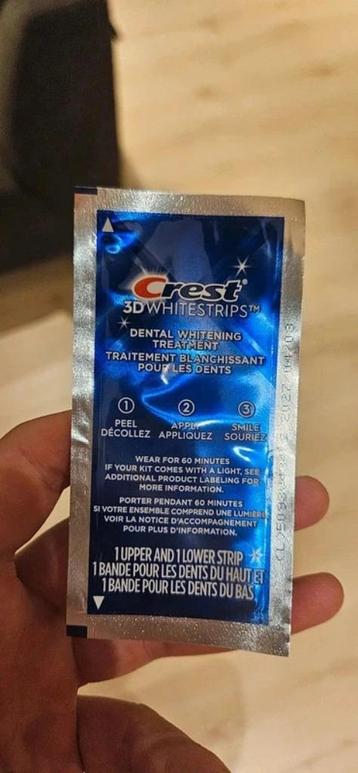 Crest
3DWHITESTRIPS™
DENTAL WHITENING
TREATMENT
TRAITEMENT BLANCHISSANT
POUR LES DENTS
1 2 3
PEEL APPLY SMILE
DÉCOLLEZ APPLIQUEZ SOURIEZ
WEAR FOR 60 MINUTES
IF YOUR KIT COMES WITH A LIGHT, SEE
ADDITIONAL PRODUCT LABELING FOR
MORE INFORMATION.
PORTER PENDANT 60 MINUTES
SI VOTRE ENSEMBLE COMPREND UNE LUMIÈRE
VOIR LA NOTICE D'ACCOMPAGNEMENT
POUR PLUS D'INFORMATION.
1 UPPER AND 1 LOWER STRIP
1 BANDE POUR LES DENTS DU HAUT ET
1 BANDE POUR LES DENTS DU BAS
2027